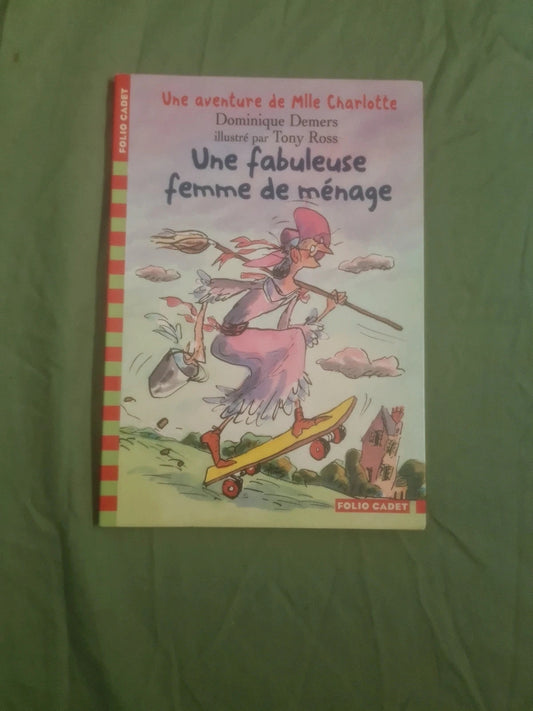 FOLIO CADET
Une aventure de Mlle Charlotte
Dominique Demers
illustré par Tony Ross
Une fabuleuse
femme de ménage
FOLIO CADET